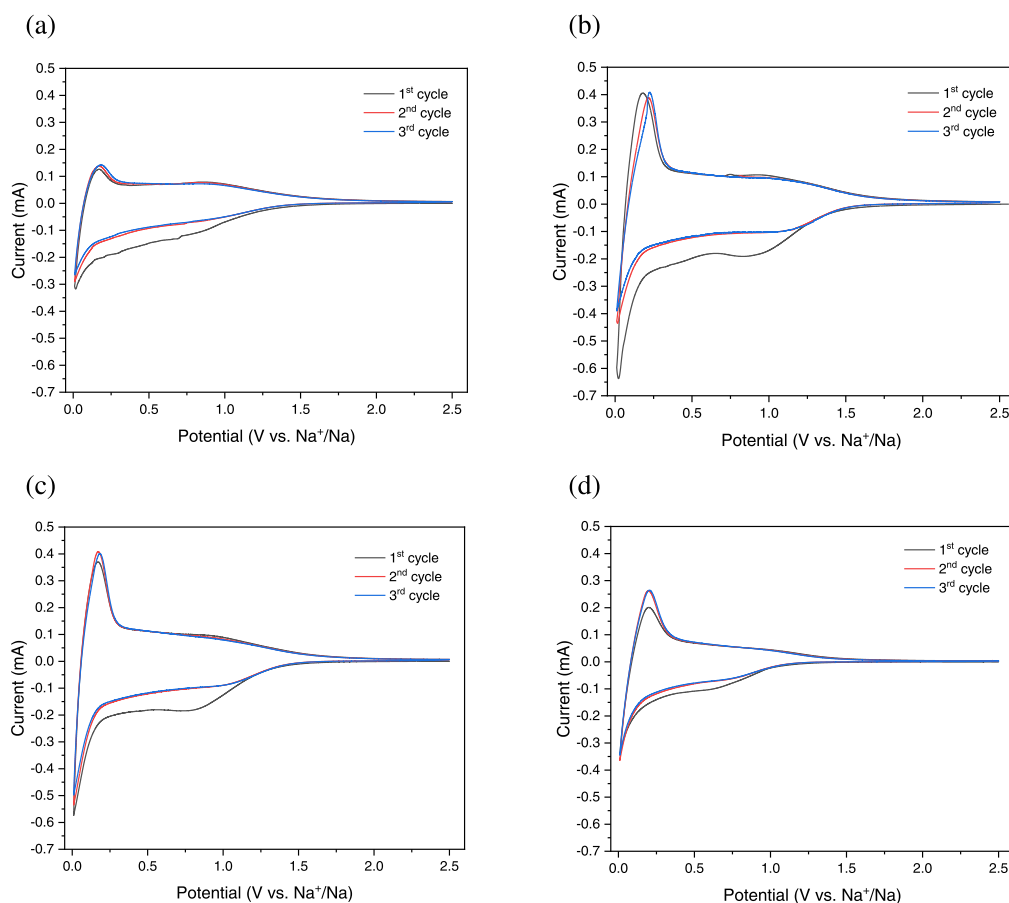 (a)
0.5
0.4
0.3
0.2
0.1
0.0
-0.1
-0.2
-0.3
-0.4
-0.5
-0.6
-0.7
Current (mA)
1st cycle
2nd cycle
3rd cycle
0.0 0.5 1.0 1.5 2.0 2.5
Potential (V vs. Na+/Na)
(b)
0.5
0.4
0.3
0.2
0.1
0.0
-0.1
-0.2
-0.3
-0.4
-0.5
-0.6
-0.7
Current (mA)
1st cycle
2nd cycle
3rd cycle
0.0 0.5 1.0 1.5 2.0 2.5
Potential (V vs. Na+/Na)
(c)
0.5
0.4
0.3
0.2
0.1
0.0
-0.1
-0.2
-0.3
-0.4
-0.5
-0.6
-0.7
Current (mA)
1st cycle
2nd cycle
3rd cycle
0.0 0.5 1.0 1.5 2.0 2.5
Potential (V vs. Na+/Na)
(d)
0.5
0.4
0.3
0.2
0.1
0.0
-0.1
-0.2
-0.3
-0.4
-0.5
-0.6
-0.7
Current (mA)
1st cycle
2nd cycle
3rd cycle
0.0 0.5 1.0 1.5 2.0 2.5
Potential (V vs. Na+/Na)